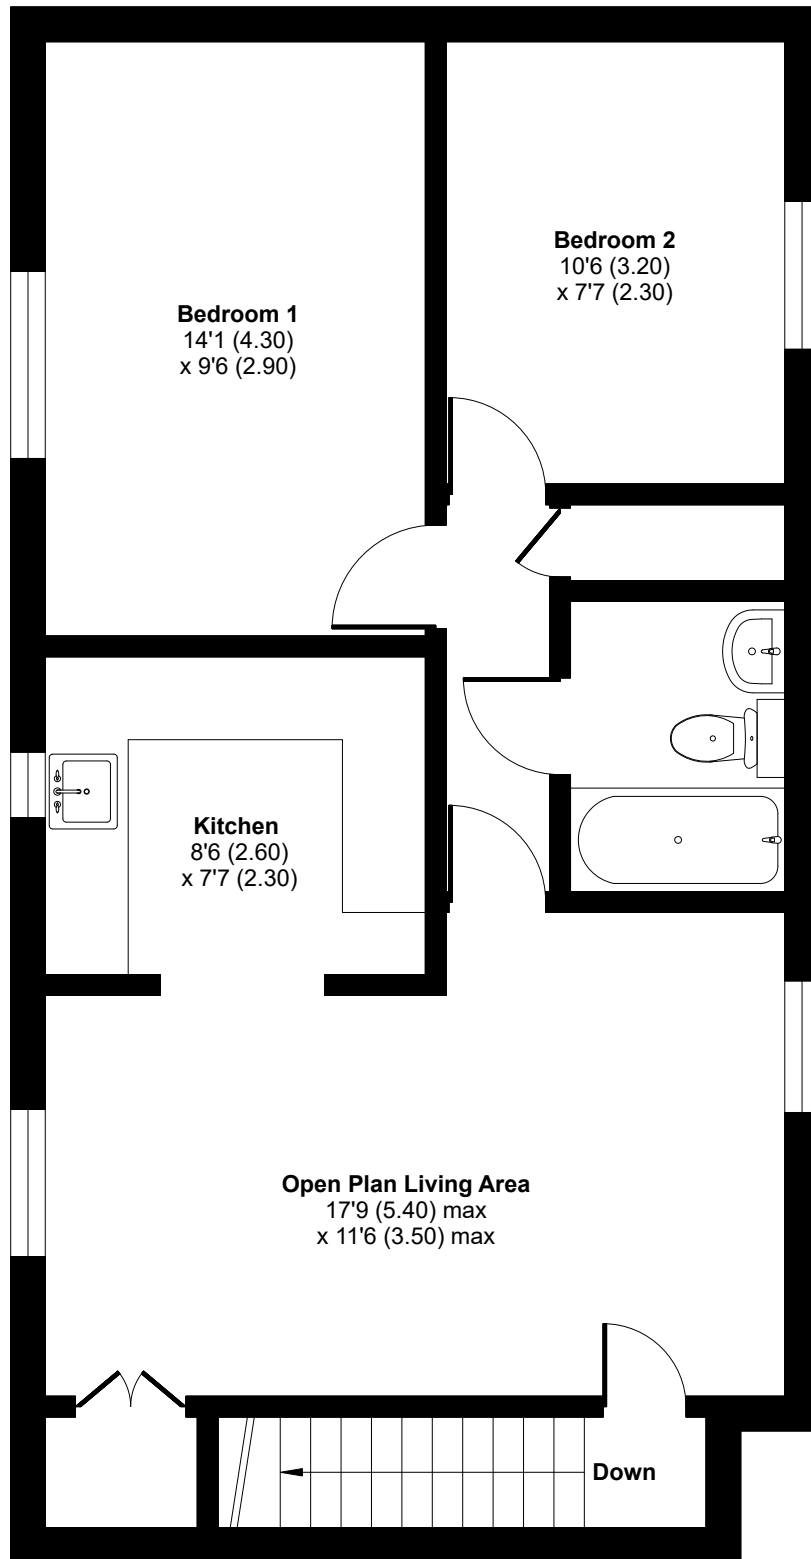 Bedroom 1
14'1 (4.30)
x 9'6 (2.90)
Bedroom 2
10'6 (3.20)
x 7'7 (2.30)
Kitchen
8'6 (2.60)
x 7'7 (2.30)
Open Plan Living Area
17'9 (5.40) max
x 11'6 (3.50) max
Down